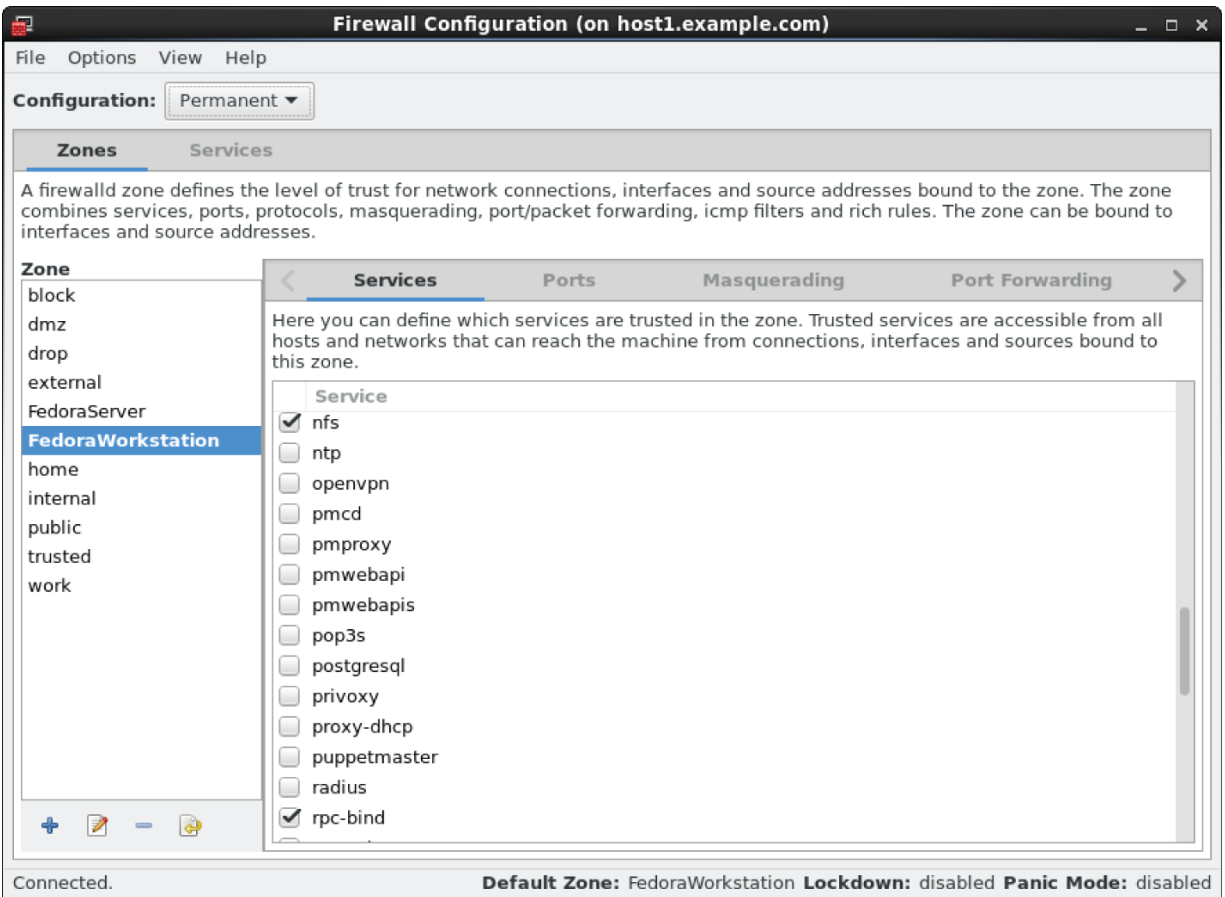 Firewall Configuration (on host1.example.com)
File Options View Help
Configuration: Permanent
Zones Services
A firewalld zone defines the level of trust for network connections, interfaces and source addresses bound to the zone. The zone
combines services, ports, protocols, masquerading, port/packet forwarding, icmp filters and rich rules. The zone can be bound to
interfaces and source addresses.
Zone
block
dmz
drop
external
FedoraServer
FedoraWorkstation
home
internal
public
trusted
work
Services Ports Masquerading Port Forwarding
Here you can define which services are trusted in the zone. Trusted services are accessible from all
hosts and networks that can reach the machine from connections, interfaces and sources bound to
this zone.
Service
nfs
ntp
openvpn
pmcd
pmproxy
pmwebapi
pmwebapis
pop3s
postgresql
privoxy
proxy-dhcp
puppetmaster
radius
rpc-bind
Connected.
Default Zone: FedoraWorkstation Lockdown: disabled Panic Mode: disabled